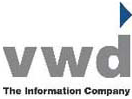 vwd
The Information Company